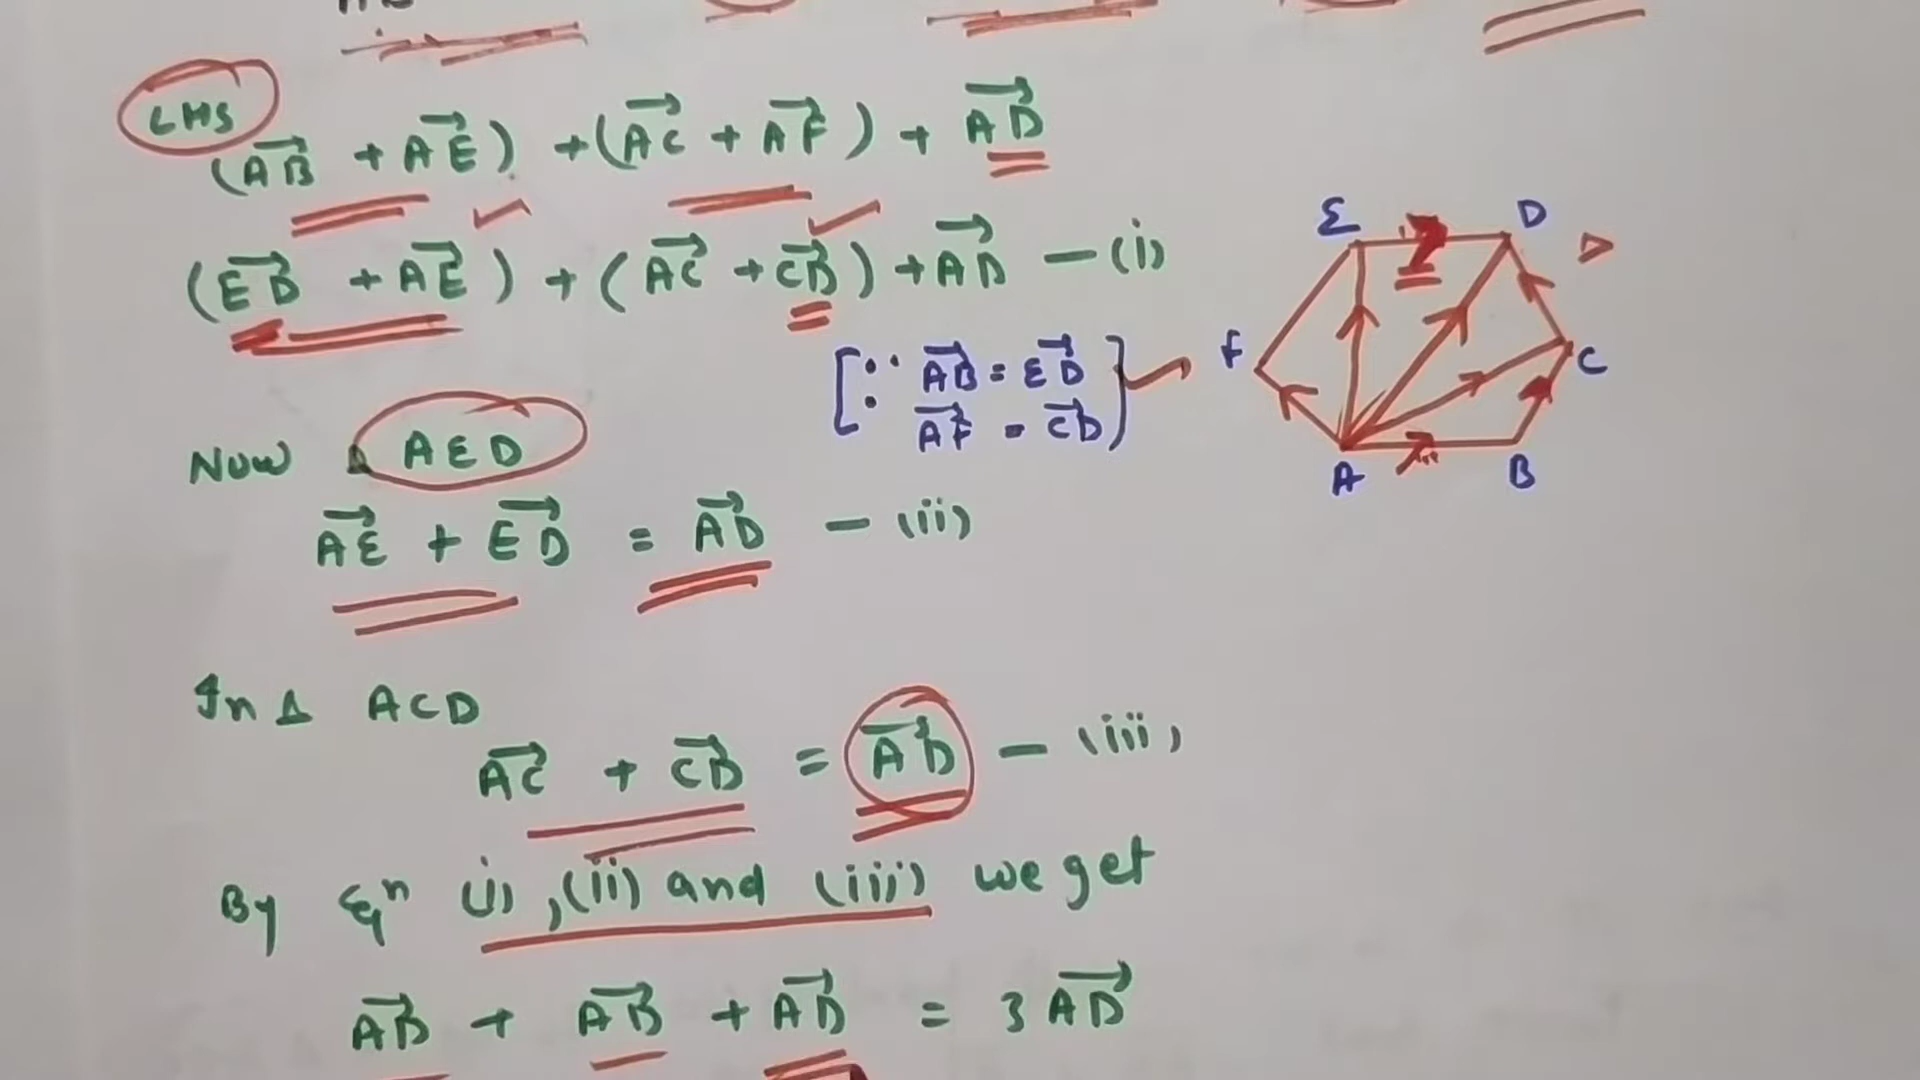 LHS
(AB + AE) + (AC + AF) + AD
(ED + AE) + (AC + CD) + AD — (i)
[∵ AB = ED
AF = CD]
Now Δ AED
AE + ED = AD — (ii)
In Δ ACD
AC + CD = AD — (iii)
By Eqn (i), (ii) and (iii) we get
AD + AD + AD = 3 AD
E D
F C
A B